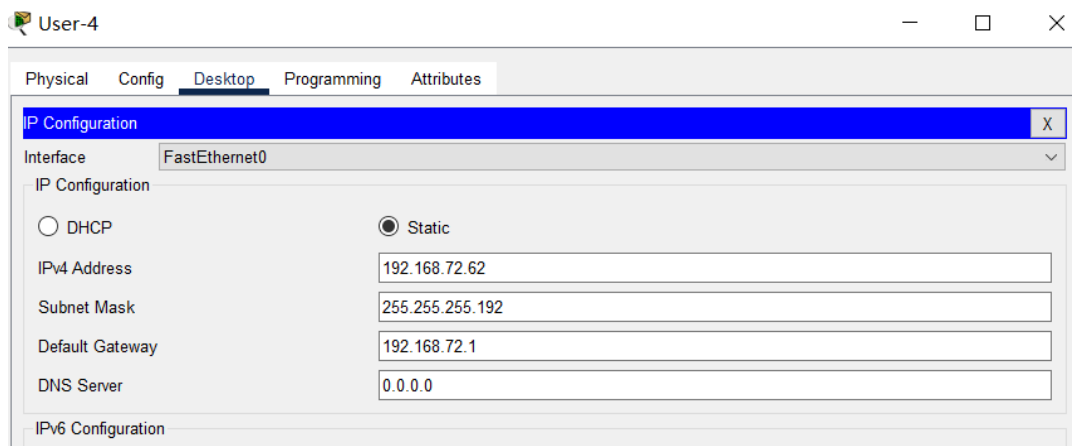 User-4
Physical Config Desktop Programming Attributes
IP Configuration X
Interface FastEthernet0
IP Configuration
DHCP Static
IPv4 Address 192.168.72.62
Subnet Mask 255.255.255.192
Default Gateway 192.168.72.1
DNS Server 0.0.0.0
IPv6 Configuration